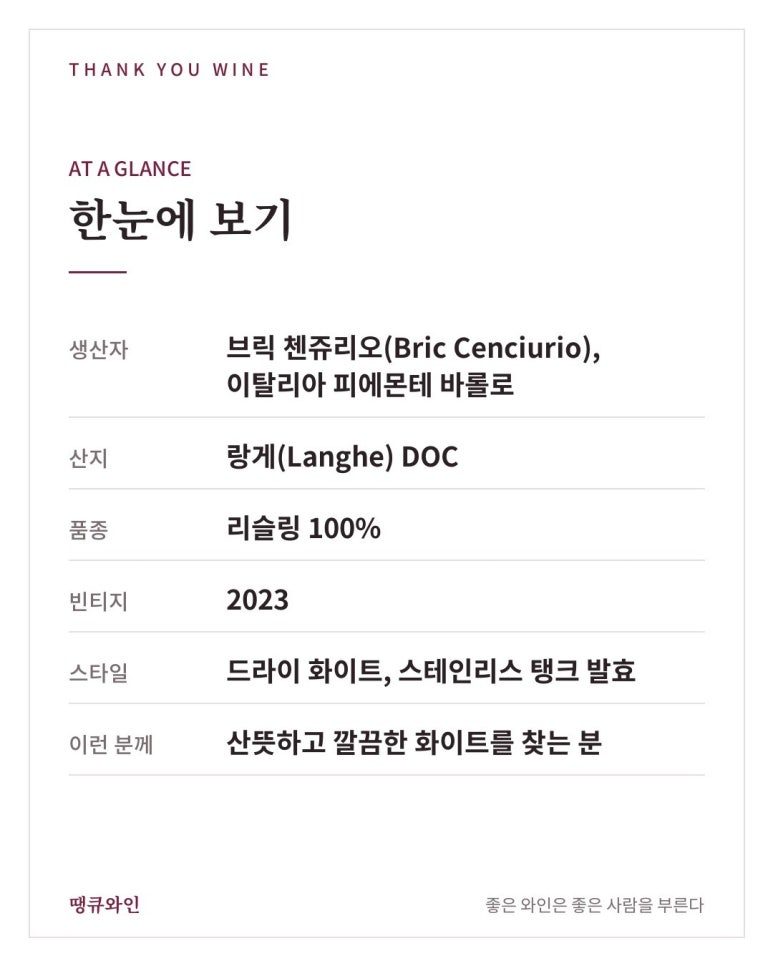 THANK YOU WINE
AT A GLANCE
한눈에 보기
생산자 브릭 첸쥬리오(Bric Cenciurio),
이탈리아 피에몬테 바롤로
산지 랑게(Langhe) DOC
품종 리슬링 100%
빈티지 2023
스타일 드라이 화이트, 스테인리스 탱크 발효
이런 분께 산뜻하고 깔끔한 화이트를 찾는 분
땡큐와인 좋은 와인은 좋은 사람을 부른다